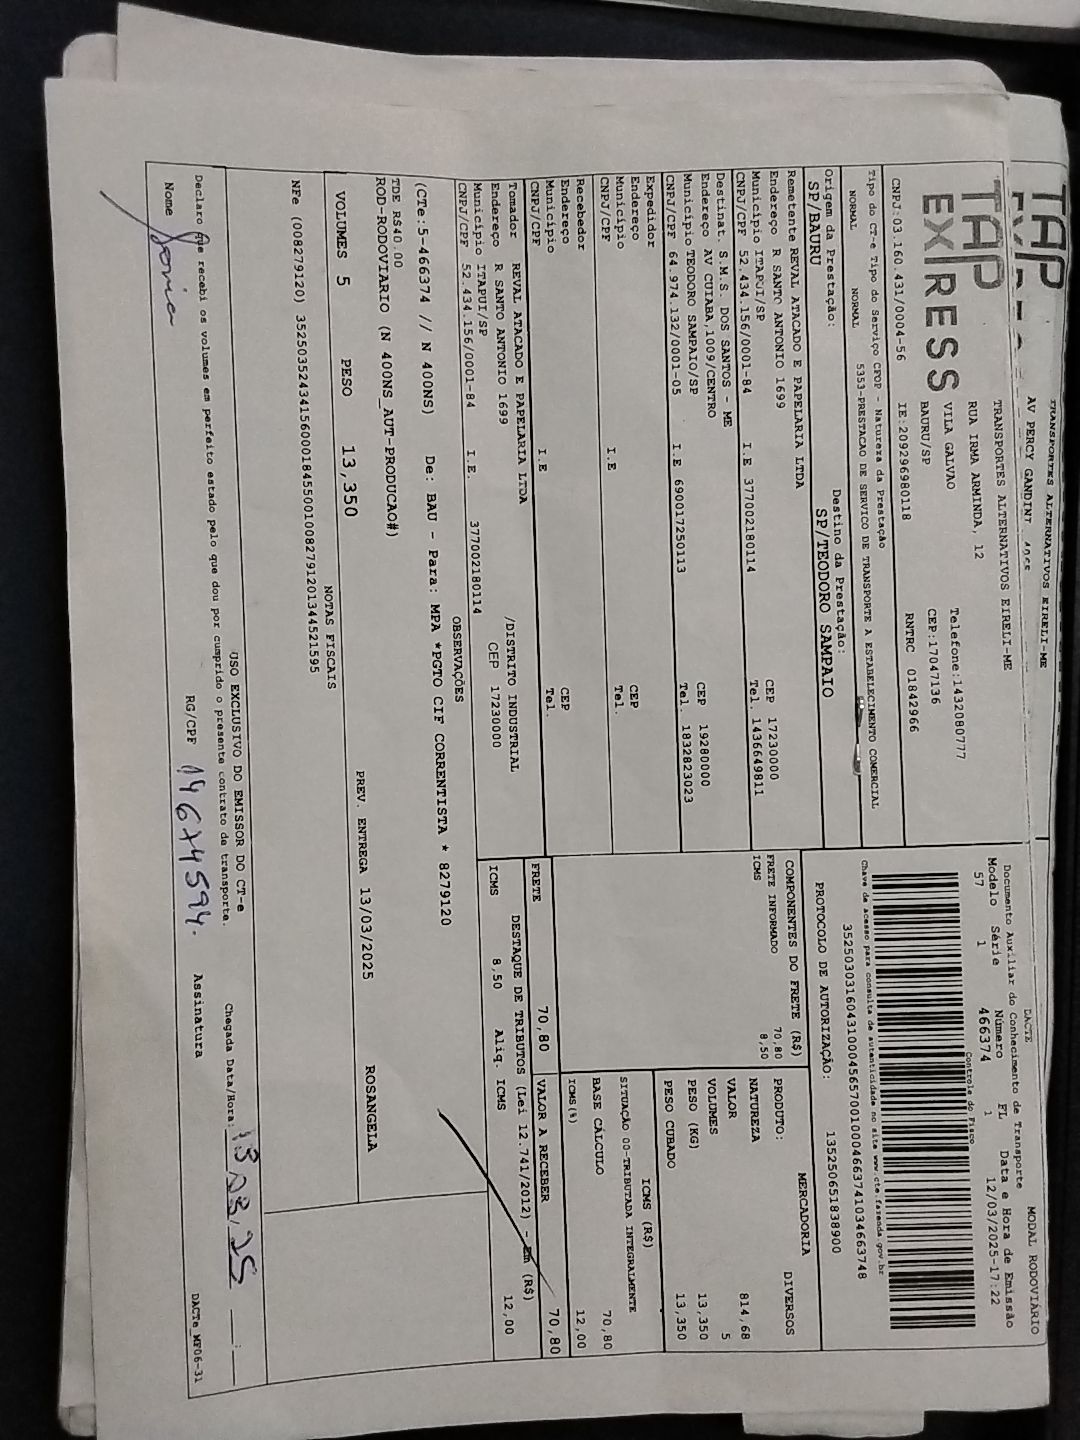 TRANSPORTES ALTERNATIVOS EIRELI-ME
AV PERCY GANDINI
TAP
TAP
EXPRESS
TRANSPORTES ALTERNATIVOS EIRELI-ME
RUA IRMA ARMINDA, 12
Telefone:1432080777
VILA GALVAO
CEP:17047136
BAURU/SP
RNTRC 01842966
CNPJ:03.160.431/0004-56
IE:209296980118
DACTE
MODAL RODOVIÁRIO
Documento Auxiliar do Conhecimento de Transporte
Modelo Série Número FL Data e Hora de Emissão
57 1 466374 1 12/03/2025-17:22
Controle do Fisco
Chave de acesso para consulta de autenticidade no site www.cte.fazenda.gov.br
35250303160431000456570010004663741034663748
PROTOCOLO DE AUTORIZAÇÃO: 135250651838900
Tipo do CT-e Tipo do Serviço CFOP - Natureza da Prestação
NORMAL NORMAL 5353-PRESTACAO DE SERVICO DE TRANSPORTE A ESTABELECIMENTO COMERCIAL
Origem da Prestação: Destino da Prestação:
SP/BAURU SP/TEODORO SAMPAIO
Remetente REVAL ATACADO E PAPELARIA LTDA
Endereço R SANTO ANTONIO 1699 CEP 17230000
Município ITAPUI/SP Tel. 1436649811
CNPJ/CPF 52.434.156/0001-84 I.E 377002180114
Destinat. S.M.S. DOS SANTOS - ME
Endereço AV CUIABA,1009/CENTRO CEP 19280000
Município TEODORO SAMPAIO/SP Tel. 1832823023
CNPJ/CPF 64.974.132/0001-05 I.E 690017250113
Expedidor
Endereço CEP
Município Tel.
CNPJ/CPF I.E
Recebedor
Endereço CEP
Município Tel.
CNPJ/CPF I.E
Tomador REVAL ATACADO E PAPELARIA LTDA
Endereço R SANTO ANTONIO 1699 /DISTRITO INDUSTRIAL
Município ITAPUI/SP CEP 17230000
CNPJ/CPF 52.434.156/0001-84 I.E. 377002180114
COMPONENTES DO FRETE (R$)
FRETE INFORMADO 70,80
ICMS 8,50
FRETE 70,80
MERCADORIA
PRODUTO: DIVERSOS
NATUREZA
VALOR 814,68
VOLUMES 5
PESO (KG) 13,350
PESO CUBADO 13,350
ICMS (R$)
SITUAÇÃO 00-TRIBUTADA INTEGRALMENTE
BASE CÁLCULO 70,80
ICMS(%) 12,00
VALOR A RECEBER 70,80
DESTAQUE DE TRIBUTOS (Lei 12.741/2012) - Em (R$)
ICMS 8,50 Aliq. ICMS 12,00
OBSERVAÇÕES
(CTe:5-466374 // N 400NS) De: BAU - Para: MPA *PGTO CIF CORRENTISTA * 8279120
TDE R$40.00
ROD-RODOVIARIO (N 400NS_AUT-PRODUCAO#)
VOLUMES 5 PESO 13,350 PREV. ENTREGA 13/03/2025 ROSANGELA
NOTAS FISCAIS
NFe (008279120) 35250352434156000184550010082791201344521595
USO EXCLUSIVO DO EMISSOR DO CT-e
Declaro que recebi os volumes em perfeito estado pelo que dou por cumprido o presente contrato de transporte.
Chegada Data/Hora: 13/03/25
Nome Sonia RG/CPF 14674594. Assinatura
DACTe_MF06-31